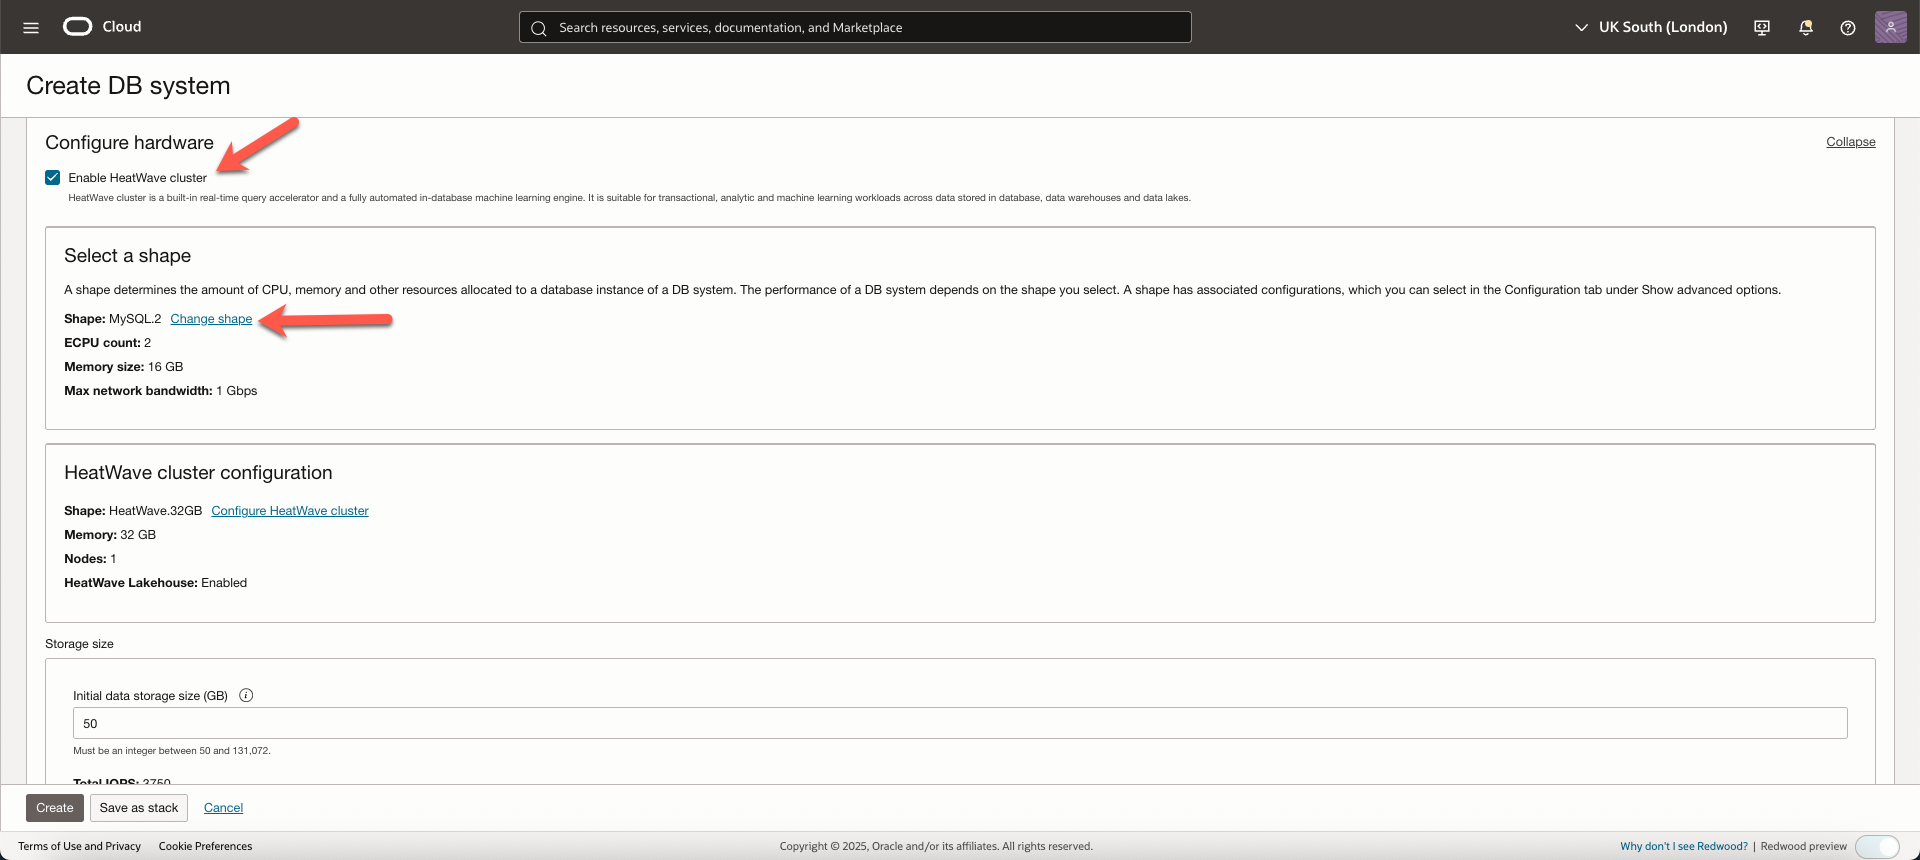 Cloud
Search resources, services, documentation, and Marketplace
UK South (London)
Create DB system
Configure hardware
Collapse
Enable HeatWave cluster
HeatWave cluster is a built-in real-time query accelerator and a fully automated in-database machine learning engine. It is suitable for transactional, analytic and machine learning workloads across data stored in database, data warehouses and data lakes.
Select a shape
A shape determines the amount of CPU, memory and other resources allocated to a database instance of a DB system. The performance of a DB system depends on the shape you select. A shape has associated configurations, which you can select in the Configuration tab under Show advanced options.
Shape: MySQL.2 Change shape
ECPU count: 2
Memory size: 16 GB
Max network bandwidth: 1 Gbps
HeatWave cluster configuration
Shape: HeatWave.32GB Configure HeatWave cluster
Memory: 32 GB
Nodes: 1
HeatWave Lakehouse: Enabled
Storage size
Initial data storage size (GB)
50
Must be an integer between 50 and 131,072.
Total IOPS: 3750
Create Save as stack Cancel
Terms of Use and Privacy Cookie Preferences Copyright © 2025, Oracle and/or its affiliates. All rights reserved. Why don't I see Redwood? | Redwood preview